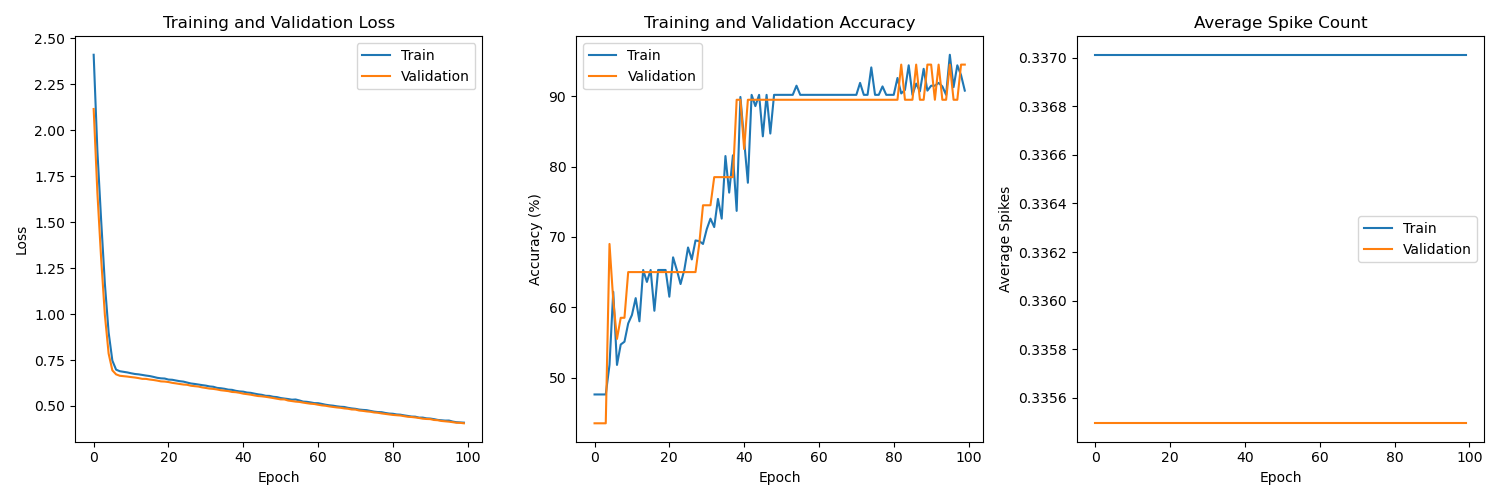 Training and Validation Loss
2.50
2.25
2.00
1.75
1.50
1.25
1.00
0.75
0.50
Loss
0
20
40
60
80
100
Epoch
Train
Validation
Training and Validation Accuracy
90
80
70
60
50
Accuracy (%)
0
20
40
60
80
100
Epoch
Train
Validation
Average Spike Count
0.3370
0.3368
0.3366
0.3364
0.3362
0.3360
0.3358
0.3356
Average Spikes
0
20
40
60
80
100
Epoch
Train
Validation